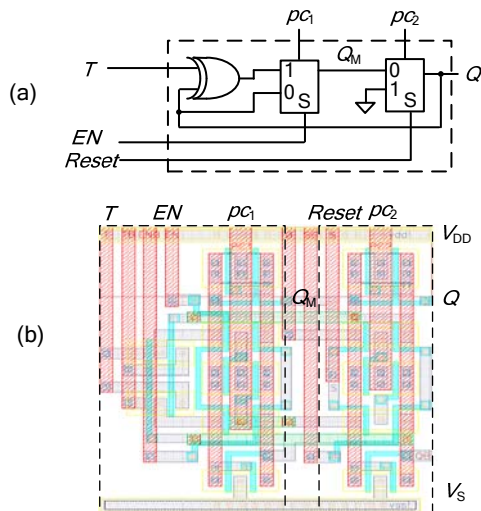 pc1 pc2
T QM Q
1 0
0 S 1 S
(a)
EN
Reset
T EN pc1 Reset pc2
VDD
QM Q
(b)
VS